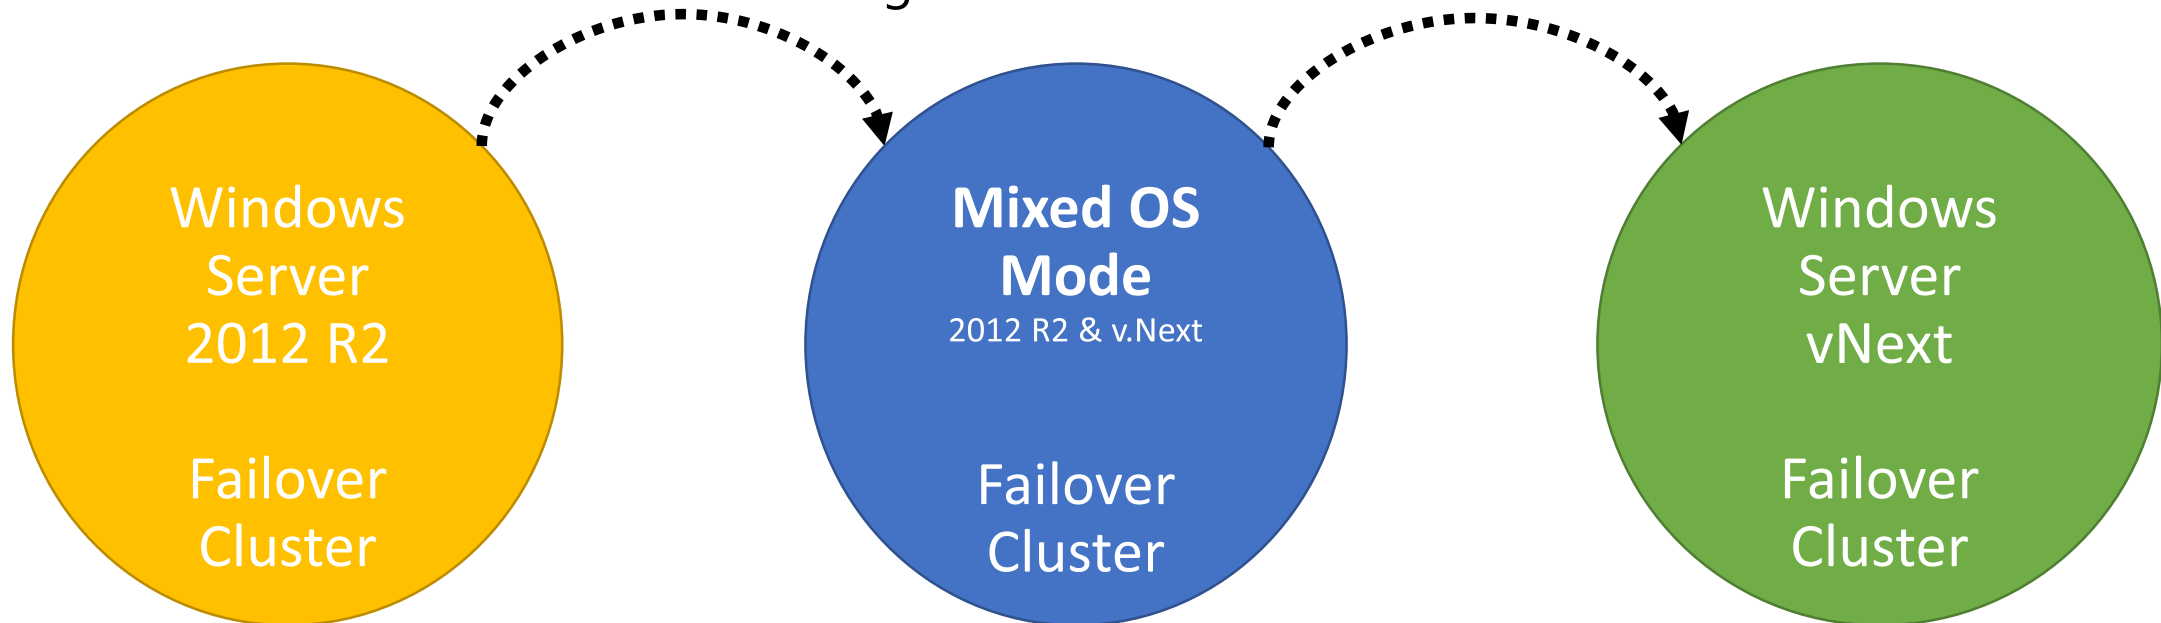 Windows
Server
2012 R2
Failover
Cluster
Mixed OS
Mode
2012 R2 & v.Next
Failover
Cluster
Windows
Server
vNext
Failover
Cluster